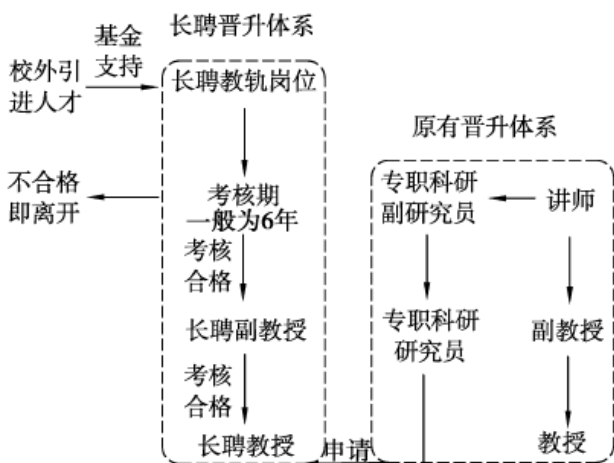 长聘晋升体系
基金
支持
校外引
进人才
长聘教轨岗位
不合格
即离开
考核期
一般为6年
考核
合格
长聘副教授
考核
合格
长聘教授
申请
原有晋升体系
专职科研
副研究员
讲师
专职科研
研究员
副教授
教授